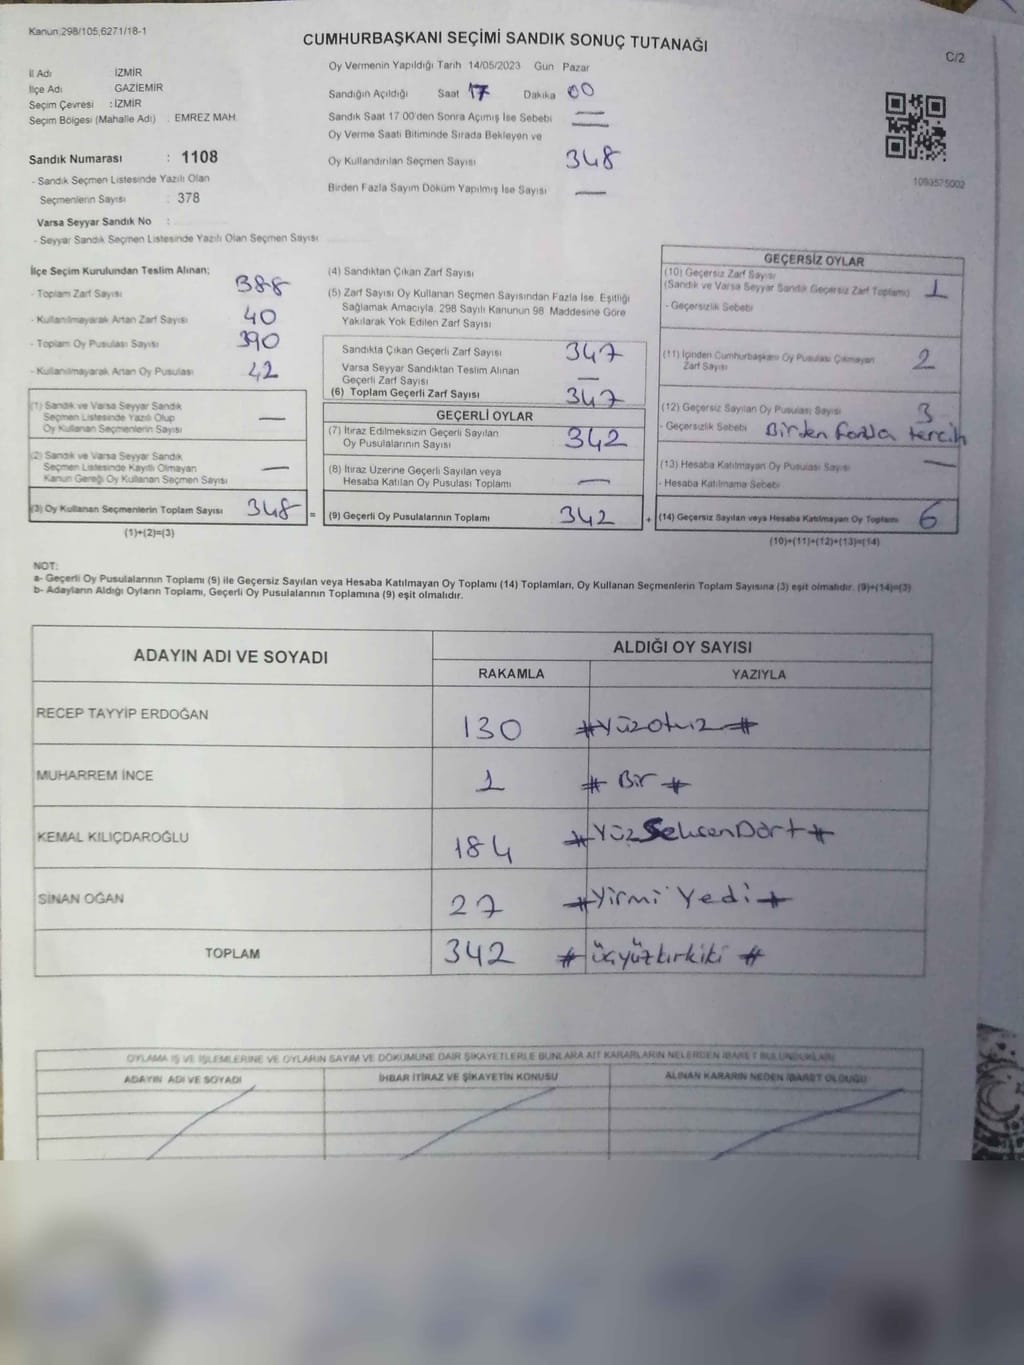 Kanun:298/105,6271/18-1
CUMHURBAŞKANI SEÇİMİ SANDIK SONUÇ TUTANAĞI
C/2
İl Adı İZMİR
İlçe Adı GAZİEMİR
Seçim Çevresi : İZMİR
Seçim Bölgesi (Mahalle Adı) : EMREZ MAH.
Sandık Numarası : 1108
- Sandık Seçmen Listesinde Yazılı Olan
Seçmenlerin Sayısı : 378
Varsa Seyyar Sandık No :
- Seyyar Sandık Seçmen Listesinde Yazılı Olan Seçmen Sayısı
Oy Vermenin Yapıldığı Tarih 14/05/2023 Gün Pazar
Sandığın Açıldığı Saat 17 Dakika 00
Sandık Saat 17.00'den Sonra Açımış İse Sebebi —
Oy Verme Saati Bitiminde Sırada Bekleyen ve —
Oy Kullandırılan Seçmen Sayısı 348
Birden Fazla Sayım Döküm Yapılmış İse Sayısı —
1093575002
İlçe Seçim Kurulundan Teslim Alınan;
- Toplam Zarf Sayısı 388
- Kullanılmayarak Artan Zarf Sayısı 40
- Toplam Oy Pusulası Sayısı 390
- Kullanılmayarak Artan Oy Pusulası 42
(1) Sandık ve Varsa Seyyar Sandık
Seçmen Listesinde Yazılı Olup
Oy Kullanan Seçmenlerin Sayısı —
(2) Sandık ve Varsa Seyyar Sandık
Seçmen Listesinde Kayıtlı Olmayan
Kanun Gereği Oy Kullanan Seçmen Sayısı —
(3) Oy Kullanan Seçmenlerin Toplam Sayısı 348 =
(1)+(2)=(3)
(4) Sandıktan Çıkan Zarf Sayısı
(5) Zarf Sayısı Oy Kullanan Seçmen Sayısından Fazla İse, Eşitliği
Sağlamak Amacıyla, 298 Sayılı Kanunun 98. Maddesine Göre
Yakılarak Yok Edilen Zarf Sayısı
Sandıkta Çıkan Geçerli Zarf Sayısı 347
Varsa Seyyar Sandıktan Teslim Alınan
Geçerli Zarf Sayısı —
(6) Toplam Geçerli Zarf Sayısı 347
GEÇERLİ OYLAR
(7) İtiraz Edilmeksizin Geçerli Sayılan
Oy Pusulalarının Sayısı 342
(8) İtiraz Üzerine Geçerli Sayılan veya
Hesaba Katılan Oy Pusulası Toplamı —
(9) Geçerli Oy Pusulalarının Toplamı 342 +
GEÇERSİZ OYLAR
(10) Geçersiz Zarf Sayısı
(Sandık ve Varsa Seyyar Sandık Geçersiz Zarf Toplamı) 1
- Geçersizlik Sebebi
(11) İçinden Cumhurbaşkanı Oy Pusulası Çıkmayan
Zarf Sayısı 2
(12) Geçersiz Sayılan Oy Pusulası Sayısı 3
- Geçersizlik Sebebi Birden fazla tercih
(13) Hesaba Katılmayan Oy Pusulası Sayısı —
- Hesaba Katılmama Sebebi
(14) Geçersiz Sayılan veya Hesaba Katılmayan Oy Toplamı 6
(10)+(11)+(12)+(13)=(14)
NOT:
a- Geçerli Oy Pusulalarının Toplamı (9) ile Geçersiz Sayılan veya Hesaba Katılmayan Oy Toplamı (14) Toplamları, Oy Kullanan Seçmenlerin Toplam Sayısına (3) eşit olmalıdır. (9)+(14)=(3)
b- Adayların Aldığı Oyların Toplamı, Geçerli Oy Pusulalarının Toplamına (9) eşit olmalıdır.
ADAYIN ADI VE SOYADI ALDIĞI OY SAYISI
RAKAMLA YAZIYLA
RECEP TAYYİP ERDOĞAN 130 #Yüzotuz#
MUHARREM İNCE 1 # Bir #
KEMAL KILIÇDAROĞLU 184 #YüzSeksenDört#
SİNAN OĞAN 27 #Yirmi Yedi#
TOPLAM 342 # üçyüzkırkiki #
OYLAMA İŞ VE İŞLEMLERİNE VE OYLARIN SAYIM VE DÖKÜMÜNE DAİR ŞİKAYETLERLE BUNLARA AİT KARARLARIN NELERDEN İBARET BULUNDUKLARI
ADAYIN ADI VE SOYADI İHBAR İTİRAZ VE ŞİKAYETİN KONUSU ALINAN KARARIN NEDEN İBARET OLDUĞU